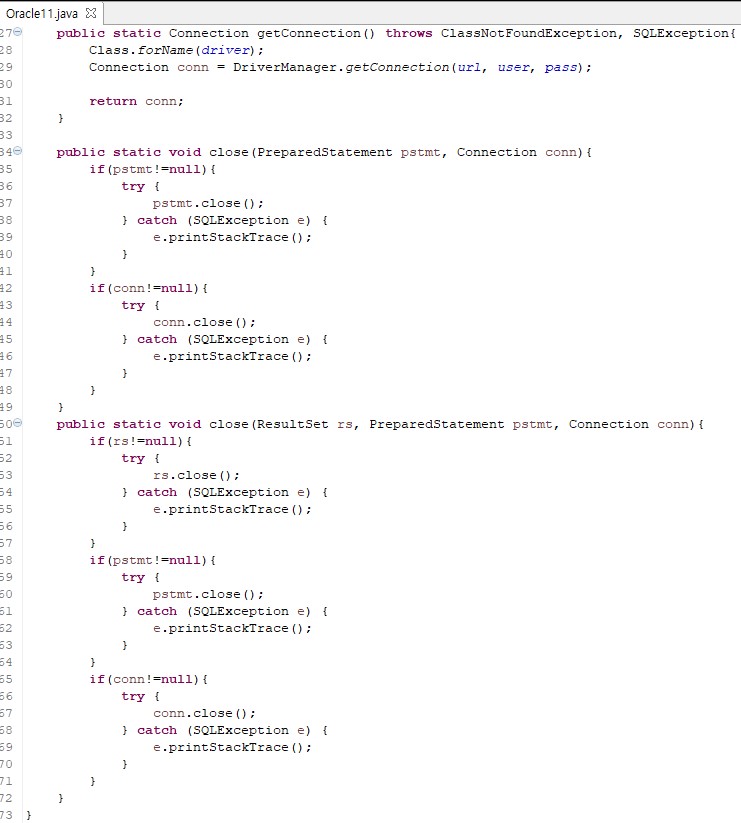 Oracle11.java
27 public static Connection getConnection() throws ClassNotFoundException, SQLException{
28 Class.forName(driver);
29 Connection conn = DriverManager.getConnection(url, user, pass);
30
31 return conn;
32 }
33
34 public static void close(PreparedStatement pstmt, Connection conn){
35 if(pstmt!=null){
36 try {
37 pstmt.close();
38 } catch (SQLException e) {
39 e.printStackTrace();
40 }
41 }
42 if(conn!=null){
43 try {
44 conn.close();
45 } catch (SQLException e) {
46 e.printStackTrace();
47 }
48 }
49 }
50 public static void close(ResultSet rs, PreparedStatement pstmt, Connection conn){
51 if(rs!=null){
52 try {
53 rs.close();
54 } catch (SQLException e) {
55 e.printStackTrace();
56 }
57 }
58 if(pstmt!=null){
59 try {
60 pstmt.close();
61 } catch (SQLException e) {
62 e.printStackTrace();
63 }
64 }
65 if(conn!=null){
66 try {
67 conn.close();
68 } catch (SQLException e) {
69 e.printStackTrace();
70 }
71 }
72 }
73 }